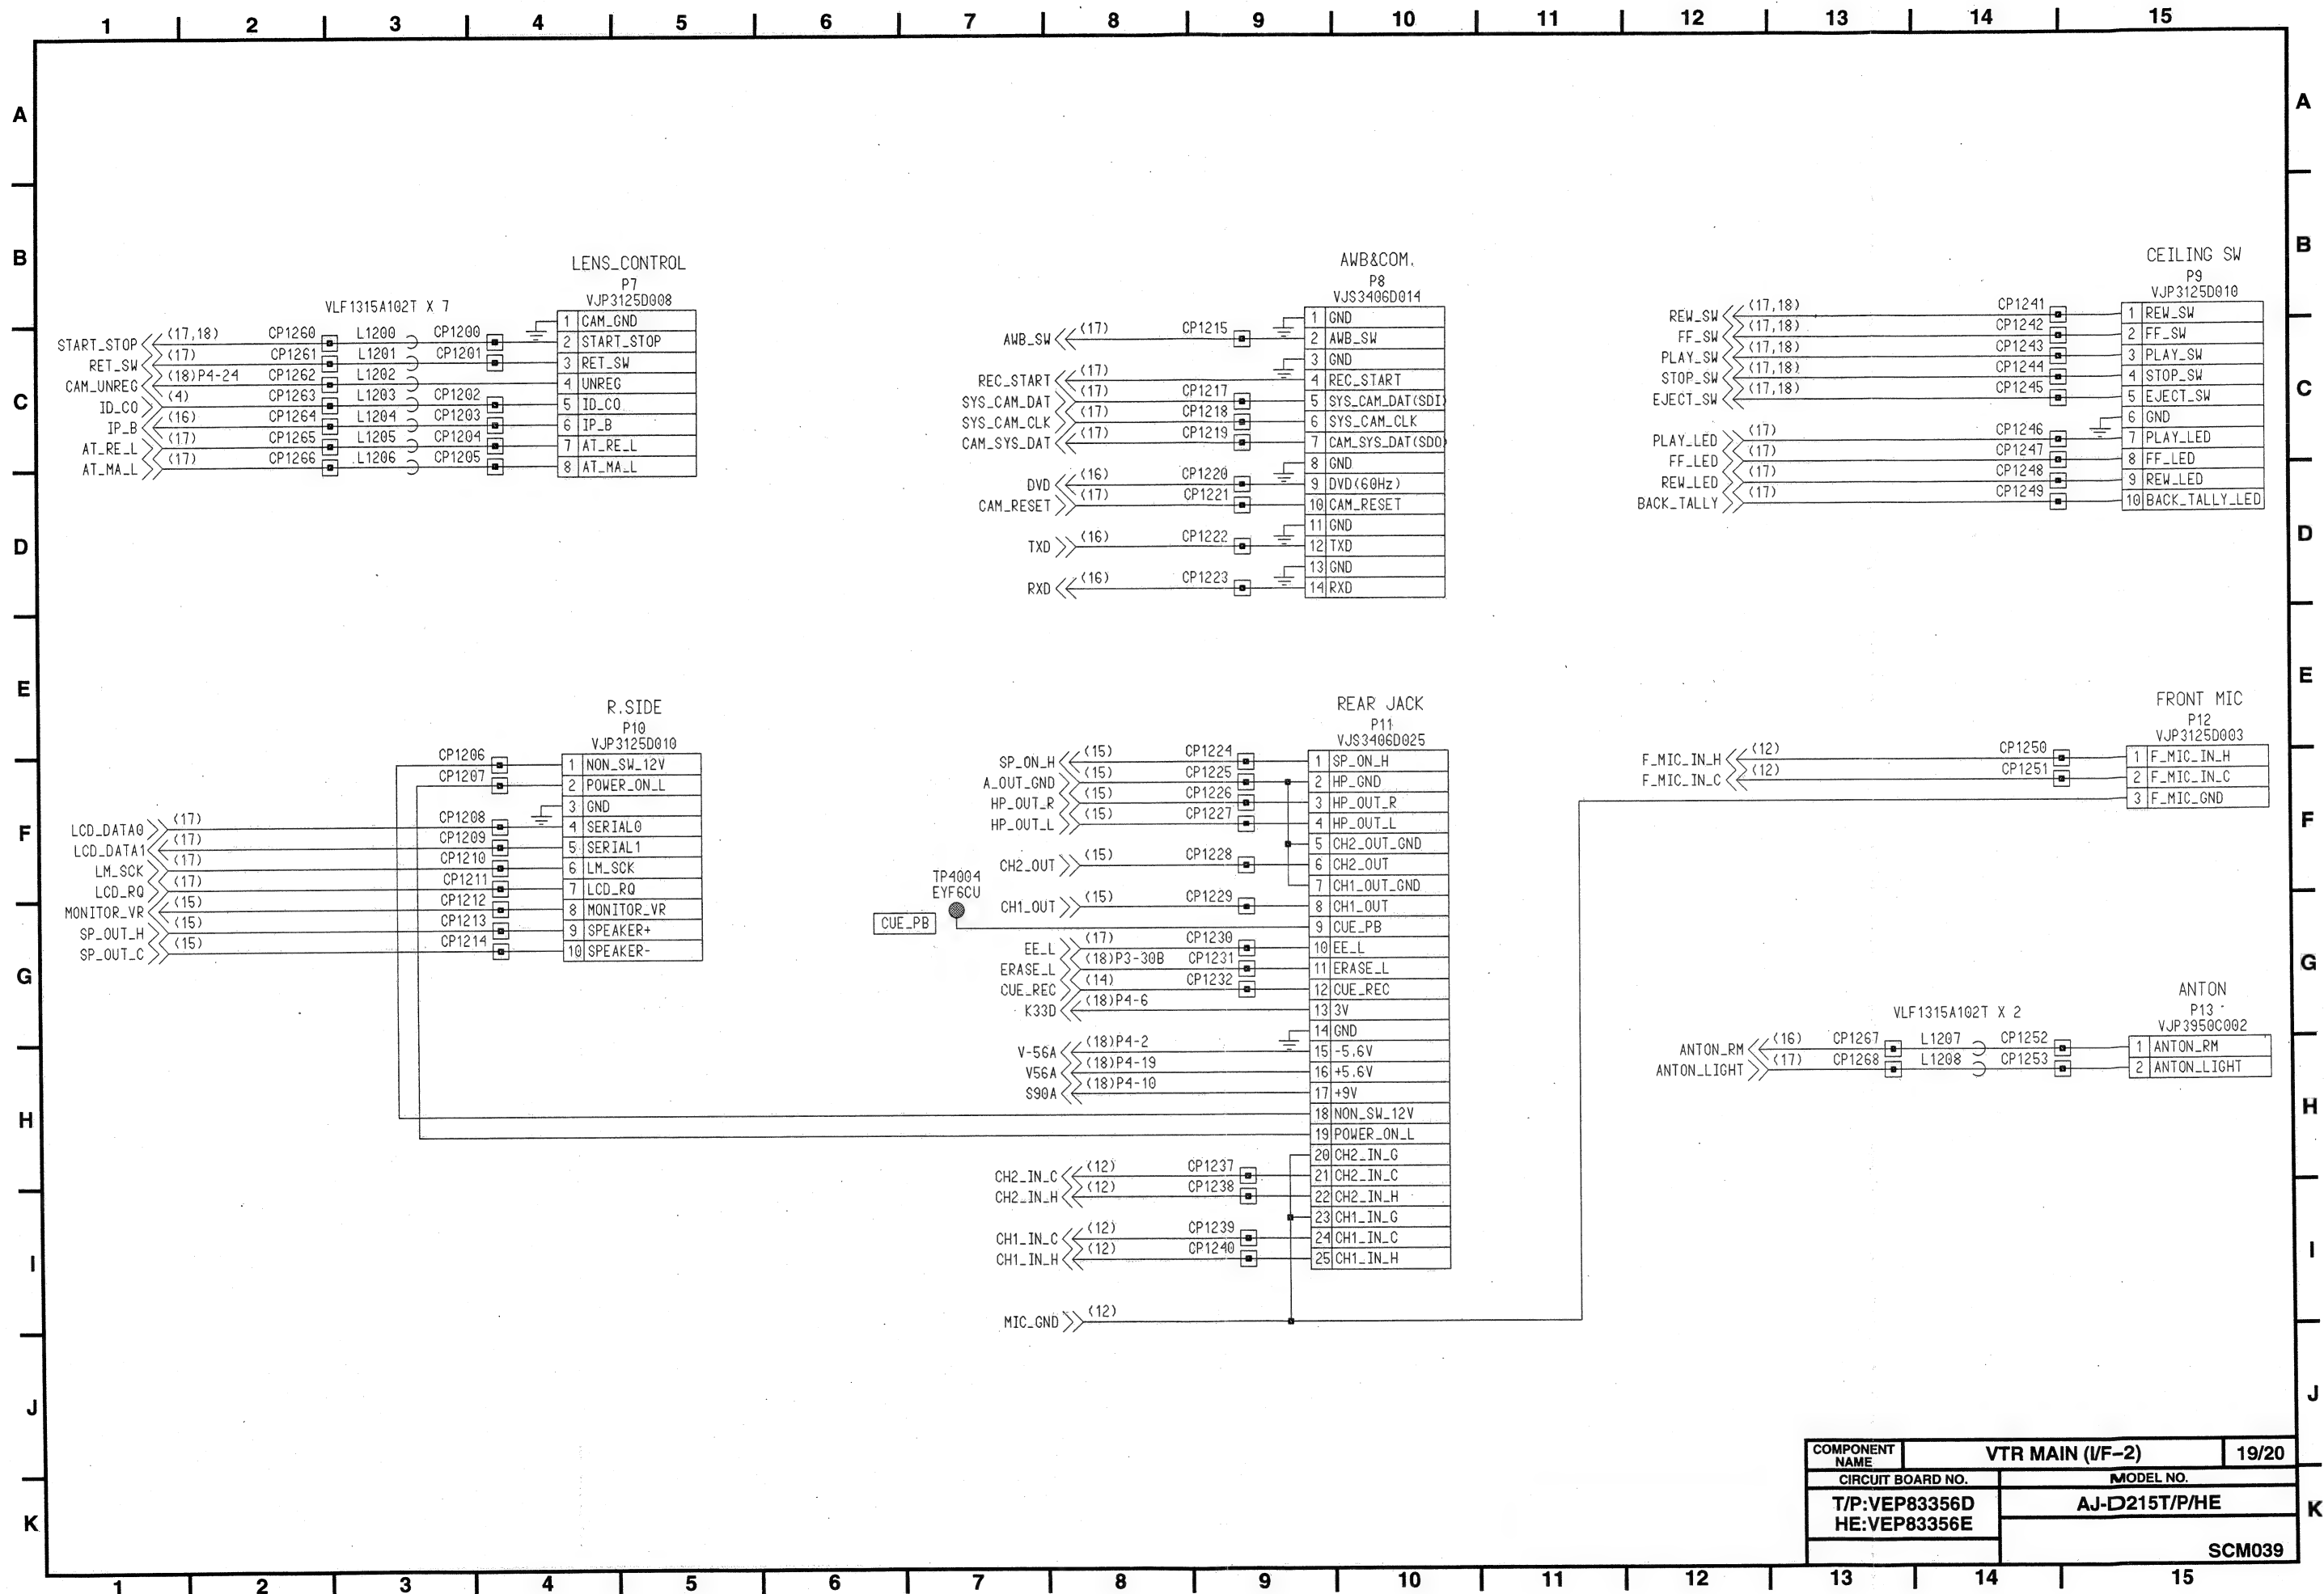 1 2 3 4 5 6 7 8 9 10 11 12 13 14 15
A A
B B
C C
D D
E E
F F
G G
H H
I I
J J
K K
LENS_CONTROL
P7
VJP3125D008
VLF1315A102T X 7
1 CAM_GND
START_STOP (17,18) CP1260 L1200 CP1200 2 START_STOP
RET_SW (17) CP1261 L1201 CP1201 3 RET_SW
CAM_UNREG (18)P4-24 CP1262 L1202 4 UNREG
ID_CO (4) CP1263 L1203 CP1202 5 ID_CO
IP_B (16) CP1264 L1204 CP1203 6 IP_B
AT_RE_L (17) CP1265 L1205 CP1204 7 AT_RE_L
AT_MA_L (17) CP1266 L1206 CP1205 8 AT_MA_L
AWB&COM.
P8
VJS3406D014
1 GND
AWB_SW (17) CP1215 2 AWB_SW
3 GND
REC_START (17) 4 REC_START
SYS_CAM_DAT (17) CP1217 5 SYS_CAM_DAT(SDI)
SYS_CAM_CLK (17) CP1218 6 SYS_CAM_CLK
CAM_SYS_DAT (17) CP1219 7 CAM_SYS_DAT(SDO)
8 GND
DVD (16) CP1220 9 DVD(60Hz)
CAM_RESET (17) CP1221 10 CAM_RESET
11 GND
TXD (16) CP1222 12 TXD
13 GND
RXD (16) CP1223 14 RXD
CEILING SW
P9
VJP3125D010
REW_SW (17,18) CP1241 1 REW_SW
FF_SW (17,18) CP1242 2 FF_SW
PLAY_SW (17,18) CP1243 3 PLAY_SW
STOP_SW (17,18) CP1244 4 STOP_SW
EJECT_SW (17,18) CP1245 5 EJECT_SW
6 GND
PLAY_LED (17) CP1246 7 PLAY_LED
FF_LED (17) CP1247 8 FF_LED
REW_LED (17) CP1248 9 REW_LED
BACK_TALLY (17) CP1249 10 BACK_TALLY_LED
R.SIDE
P10
VJP3125D010
CP1206 1 NON_SW_12V
CP1207 2 POWER_ON_L
3 GND
LCD_DATA0 (17) CP1208 4 SERIAL0
LCD_DATA1 (17) CP1209 5 SERIAL1
LM_SCK (17) CP1210 6 LM_SCK
LCD_RQ (17) CP1211 7 LCD_RQ
MONITOR_VR (15) CP1212 8 MONITOR_VR
SP_OUT_H (15) CP1213 9 SPEAKER+
SP_OUT_C (15) CP1214 10 SPEAKER-
REAR JACK
P11
VJS3406D025
SP_ON_H (15) CP1224 1 SP_ON_H
A_OUT_GND (15) CP1225 2 HP_GND
HP_OUT_R (15) CP1226 3 HP_OUT_R
HP_OUT_L (15) CP1227 4 HP_OUT_L
5 CH2_OUT_GND
CH2_OUT (15) CP1228 6 CH2_OUT
7 CH1_OUT_GND
TP4004
EYF6CU
CH1_OUT (15) CP1229 8 CH1_OUT
CUE_PB 9 CUE_PB
EE_L (17) CP1230 10 EE_L
ERASE_L (18)P3-30B CP1231 11 ERASE_L
CUE_REC (14) CP1232 12 CUE_REC
K33D (18)P4-6 13 3V
14 GND
V-56A (18)P4-2 15 -5.6V
V56A (18)P4-19 16 +5.6V
S90A (18)P4-10 17 +9V
18 NON_SW_12V
19 POWER_ON_L
20 CH2_IN_G
CH2_IN_C (12) CP1237 21 CH2_IN_C
CH2_IN_H (12) CP1238 22 CH2_IN_H
23 CH1_IN_G
CH1_IN_C (12) CP1239 24 CH1_IN_C
CH1_IN_H (12) CP1240 25 CH1_IN_H
MIC_GND (12)
FRONT MIC
P12
VJP3125D003
F_MIC_IN_H (12) CP1250 1 F_MIC_IN_H
F_MIC_IN_C (12) CP1251 2 F_MIC_IN_C
3 F_MIC_GND
ANTON
P13
VJP3950C002
VLF1315A102T X 2
ANTON_RM (16) CP1267 L1207 CP1252 1 ANTON_RM
ANTON_LIGHT (17) CP1268 L1208 CP1253 2 ANTON_LIGHT
COMPONENT NAME VTR MAIN (I/F-2) 19/20
CIRCUIT BOARD NO. MODEL NO.
T/P:VEP83356D AJ-D215T/P/HE
HE:VEP83356E
SCM039
1 2 3 4 5 6 7 8 9 10 11 12 13 14 15